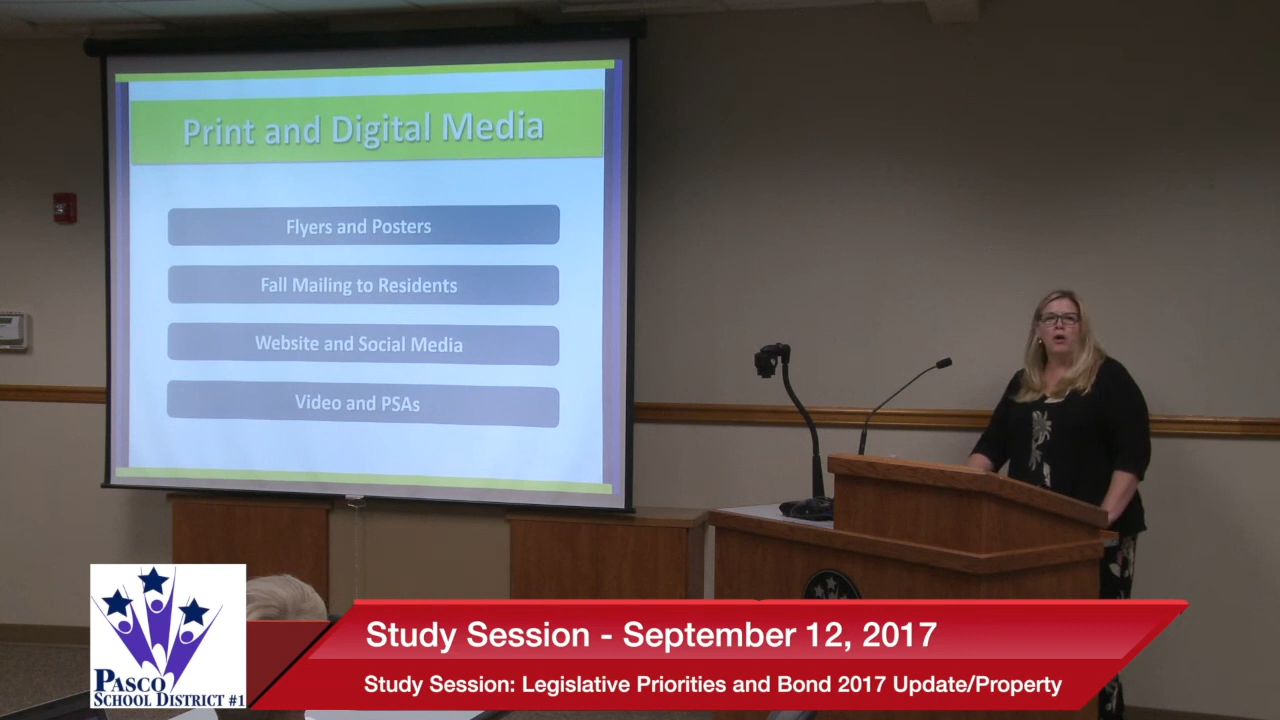 Print and Digital Media
Flyers and Posters
Fall Mailing to Residents
Website and Social Media
Video and PSAs
PASCO
SCHOOL DISTRICT #1
Study Session - September 12, 2017
Study Session: Legislative Priorities and Bond 2017 Update/Property